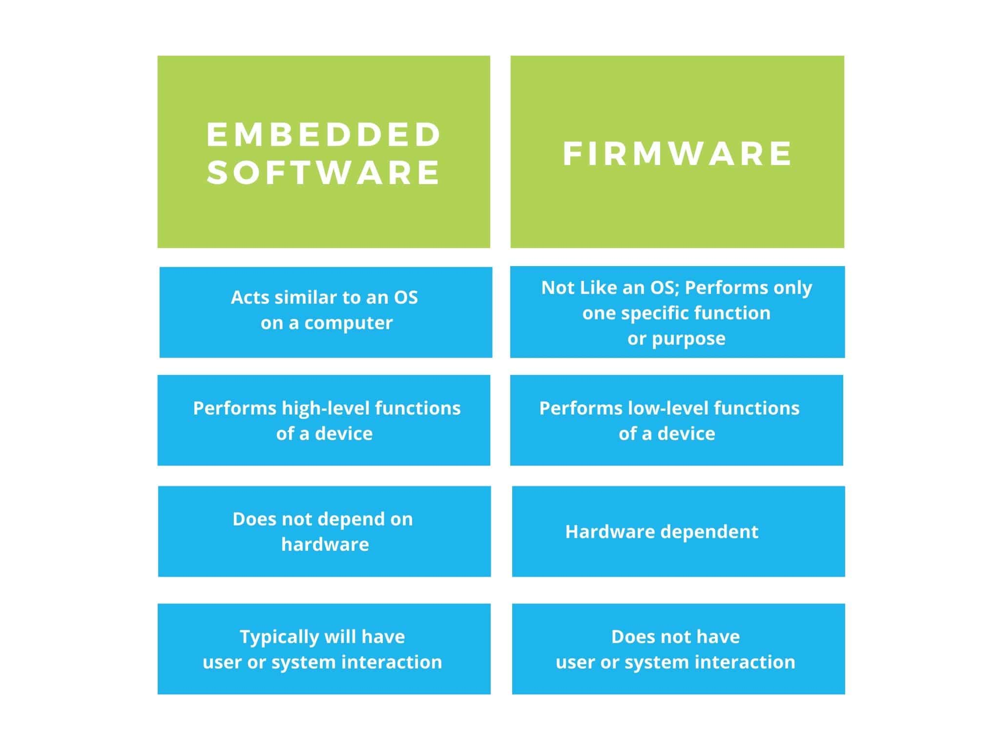 EMBEDDED
SOFTWARE
FIRMWARE
Acts similar to an OS
on a computer
Not Like an OS; Performs only
one specific function
or purpose
Performs high-level functions
of a device
Performs low-level functions
of a device
Does not depend on
hardware
Hardware dependent
Typically will have
user or system interaction
Does not have
user or system interaction